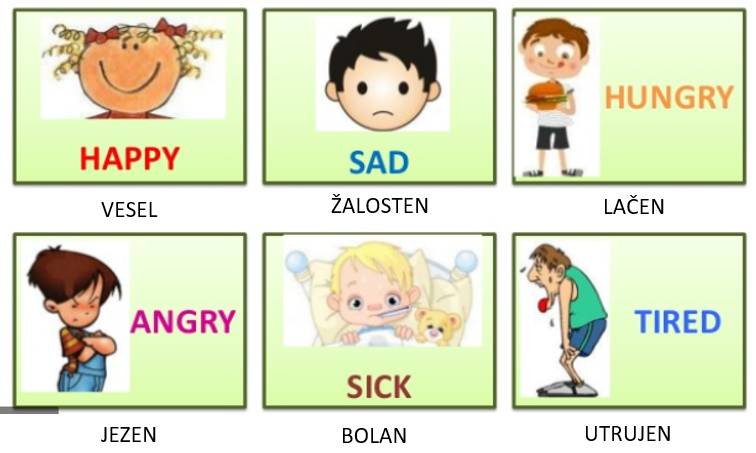 HAPPY
SAD
HUNGRY
VESEL
ŽALOSTEN
LAČEN
ANGRY
SICK
TIRED
JEZEN
BOLAN
UTRUJEN